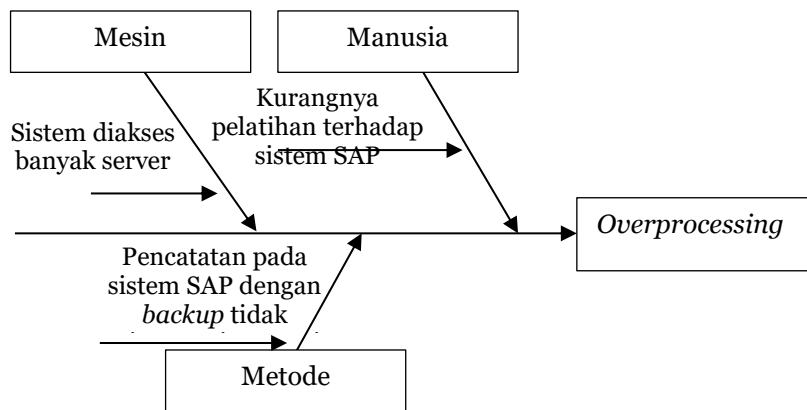 Mesin
Manusia
Kurangnya
pelatihan terhadap
sistem SAP
Sistem diakses
banyak server
Overprocessing
Pencatatan pada
sistem SAP dengan
backup tidak
Metode